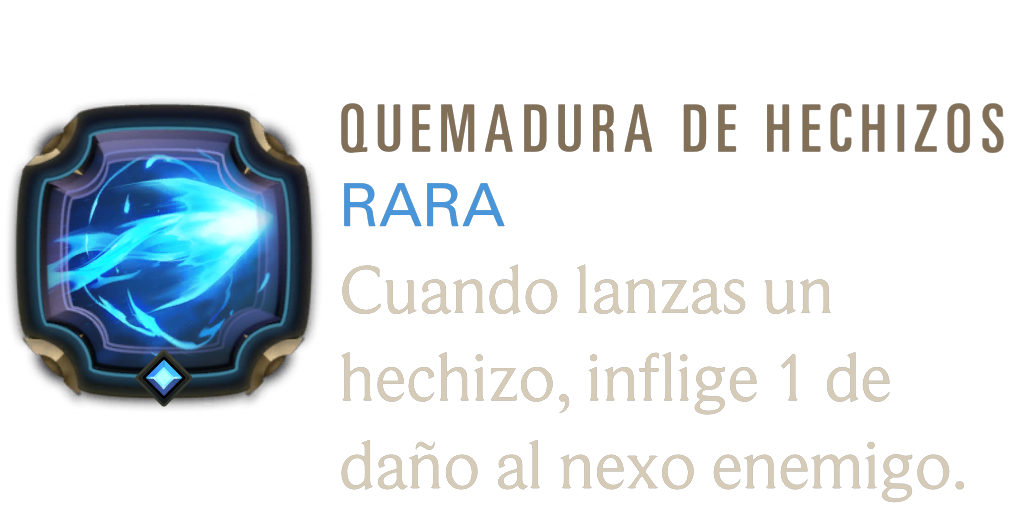 QUEMADURA DE HECHIZOS
RARA
Cuando lanzas un
hechizo, inflige 1 de
daño al nexo enemigo.